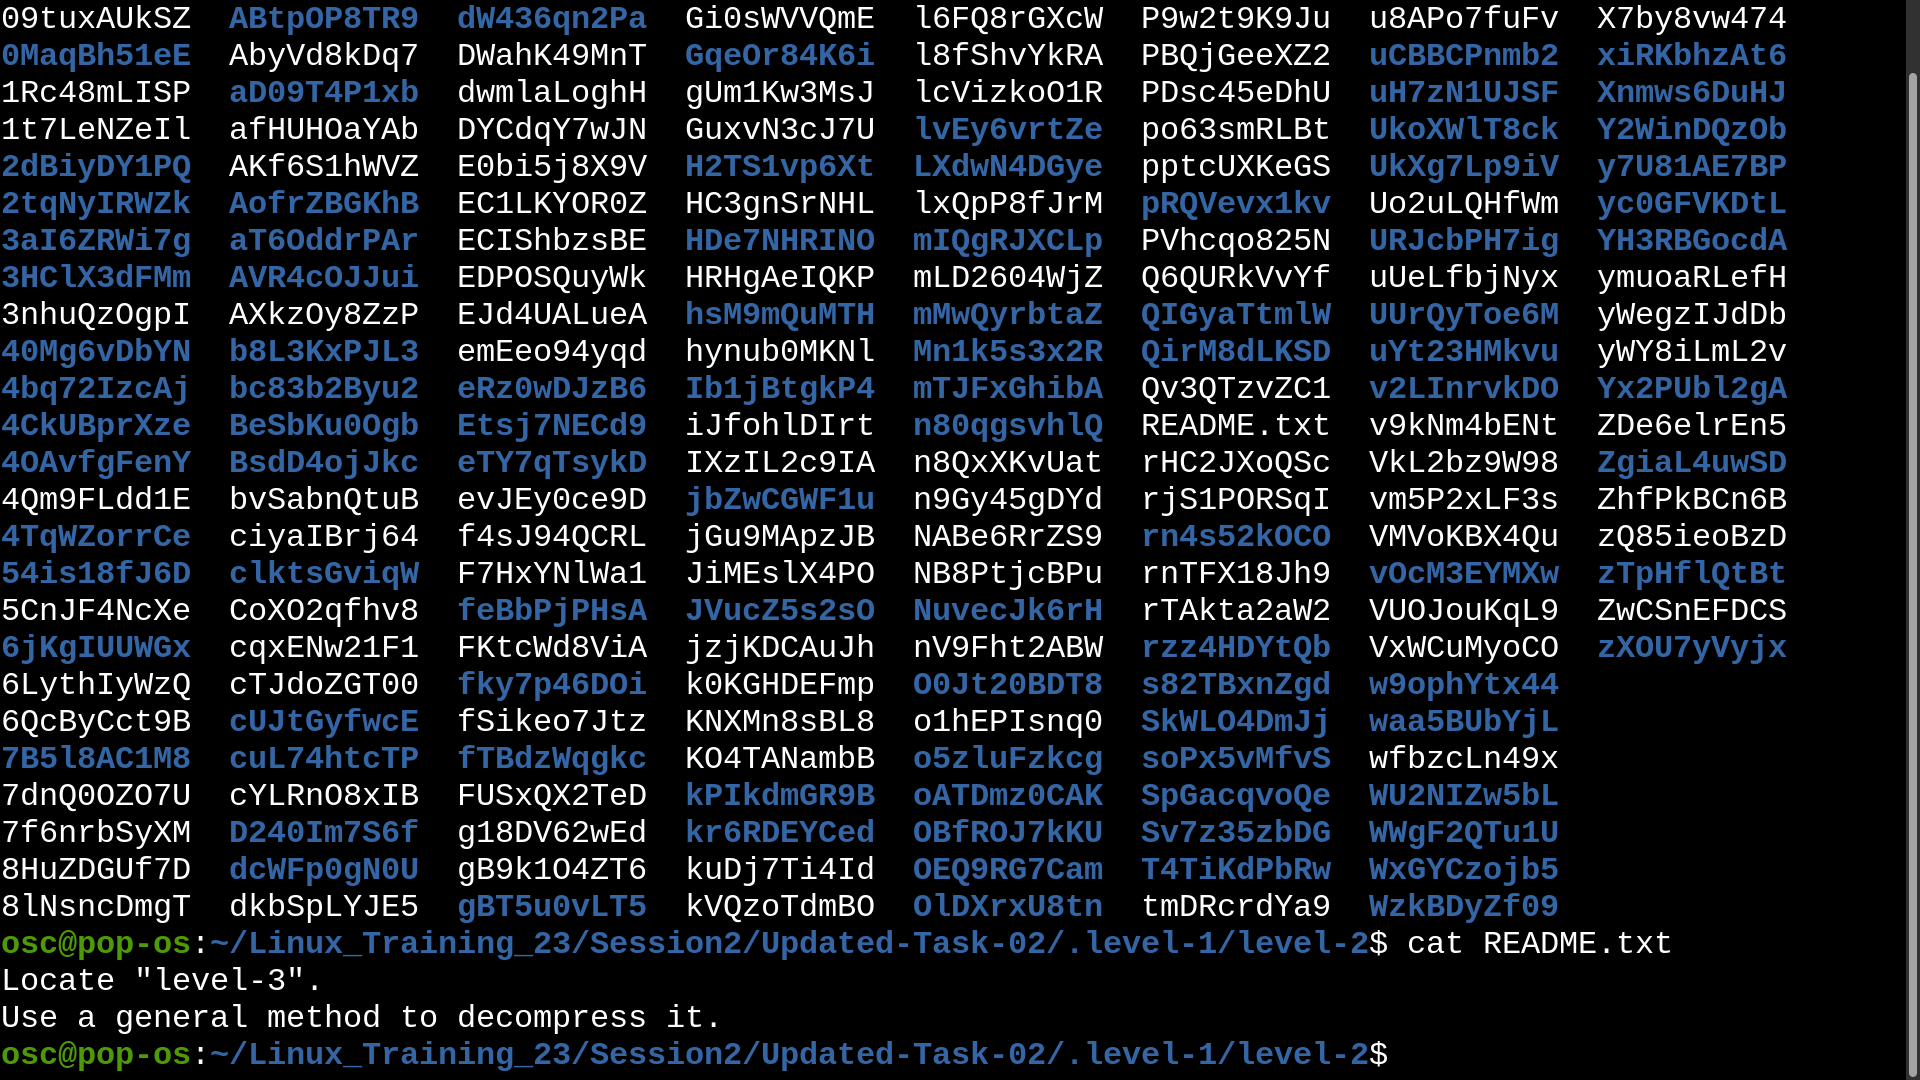 09tuxAUkSZ  ABtpOP8TR9  dW436qn2Pa  Gi0sWVVQmE  l6FQ8rGXcW  P9w2t9K9Ju  u8APo7fuFv  X7by8vw474
0MaqBh51eE  AbyVd8kDq7  DWahK49MnT  GqeOr84K6i  l8fShvYkRA  PBQjGeeXZ2  uCBBCPnmb2  xiRKbhzAt6
1Rc48mLISP  aD09T4P1xb  dwmlaLoghH  gUm1Kw3MsJ  lcVizkoO1R  PDsc45eDhU  uH7zN1UJSF  Xnmws6DuHJ
1t7LeNZeIl  afHUHOaYAb  DYCdqY7wJN  GuxvN3cJ7U  lvEy6vrtZe  po63smRLBt  UkoXWlT8ck  Y2WinDQzOb
2dBiyDY1PQ  AKf6S1hWVZ  E0bi5j8X9V  H2TS1vp6Xt  LXdwN4DGye  pptcUXKeGS  UkXg7Lp9iV  y7U81AE7BP
2tqNyIRWZk  AofrZBGKhB  EC1LKYOR0Z  HC3gnSrNHL  lxQpP8fJrM  pRQVevx1kv  Uo2uLQHfWm  yc0GFVKDtL
3aI6ZRWi7g  aT6OddrPAr  ECIShbzsBE  HDe7NHRINO  mIQgRJXCLp  PVhcqo825N  URJcbPH7ig  YH3RBGocdA
3HClX3dFMm  AVR4cOJJui  EDPOSQuyWk  HRHgAeIQKP  mLD2604WjZ  Q6QURkVvYf  uUeLfbjNyx  ymuoaRLefH
3nhuQzOgpI  AXkzOy8ZzP  EJd4UALueA  hsM9mQuMTH  mMwQyrbtaZ  QIGyaTtmlW  UUrQyToe6M  yWegzIJdDb
40Mg6vDbYN  b8L3KxPJL3  emEeo94yqd  hynub0MKNl  Mn1k5s3x2R  QirM8dLKSD  uYt23HMkvu  yWY8iLmL2v
4bq72IzcAj  bc83b2Byu2  eRz0wDJzB6  Ib1jBtgkP4  mTJFxGhibA  Qv3QTzvZC1  v2LInrvkDO  Yx2PUbl2gA
4CkUBprXze  BeSbKu0Ogb  Etsj7NECd9  iJfohlDIrt  n80qgsvhlQ  README.txt  v9kNm4bENt  ZDe6elrEn5
4OAvfgFenY  BsdD4ojJkc  eTY7qTsykD  IXzIL2c9IA  n8QxXKvUat  rHC2JXoQSc  VkL2bz9W98  ZgiaL4uwSD
4Qm9FLdd1E  bvSabnQtuB  evJEy0ce9D  jbZwCGWF1u  n9Gy45gDYd  rjS1PORSqI  vm5P2xLF3s  ZhfPkBCn6B
4TqWZorrCe  ciyaIBrj64  f4sJ94QCRL  jGu9MApzJB  NABe6RrZS9  rn4s52kOCO  VMVoKBX4Qu  zQ85ieoBzD
54is18fJ6D  clktsGviqW  F7HxYNlWa1  JiMEslX4PO  NB8PtjcBPu  rnTFX18Jh9  vOcM3EYMXw  zTpHflQtBt
5CnJF4NcXe  CoXO2qfhv8  feBbPjPHsA  JVucZ5s2sO  NuvecJk6rH  rTAkta2aW2  VUOJouKqL9  ZwCSnEFDCS
6jKgIUUWGx  cqxENw21F1  FKtcWd8ViA  jzjKDCAuJh  nV9Fht2ABW  rzz4HDYtQb  VxWCuMyoCO  zXOU7yVyjx
6LythIyWzQ  cTJdoZGT00  fky7p46DOi  k0KGHDEFmp  O0Jt20BDT8  s82TBxnZgd  w9ophYtx44
6QcByCct9B  cUJtGyfwcE  fSikeo7Jtz  KNXMn8sBL8  o1hEPIsnq0  SkWLO4DmJj  waa5BUbYjL
7B5l8AC1M8  cuL74htcTP  fTBdzWqgkc  KO4TANambB  o5zluFzkcg  soPx5vMfvS  wfbzcLn49x
7dnQ0OZO7U  cYLRnO8xIB  FUSxQX2TeD  kPIkdmGR9B  oATDmz0CAK  SpGacqvoQe  WU2NIZw5bL
7f6nrbSyXM  D240Im7S6f  g18DV62wEd  kr6RDEYCed  OBfROJ7kKU  Sv7z35zbDG  WWgF2QTu1U
8HuZDGUf7D  dcWFp0gN0U  gB9k1O4ZT6  kuDj7Ti4Id  OEQ9RG7Cam  T4TiKdPbRw  WxGYCzojb5
8lNsncDmgT  dkbSpLYJE5  gBT5u0vLT5  kVQzoTdmBO  OlDXrxU8tn  tmDRcrdYa9  WzkBDyZf09
osc@pop-os:~/Linux_Training_23/Session2/Updated-Task-02/.level-1/level-2$ cat README.txt
Locate "level-3".
Use a general method to decompress it.
osc@pop-os:~/Linux_Training_23/Session2/Updated-Task-02/.level-1/level-2$